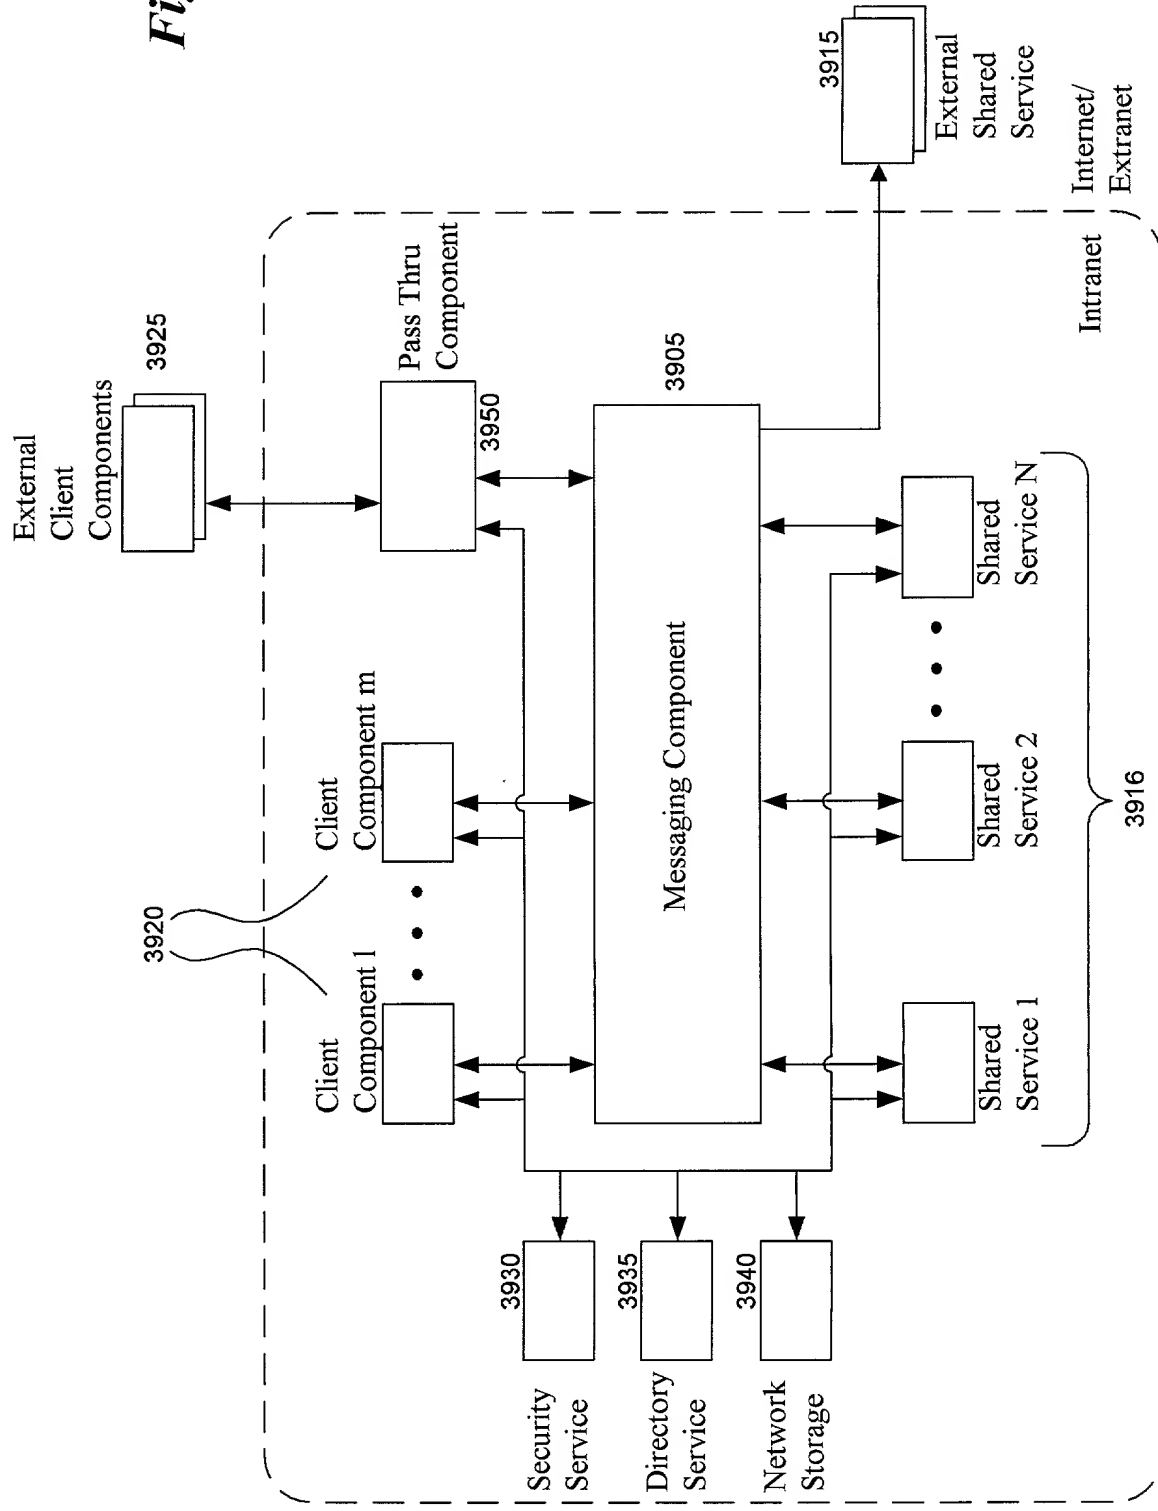 Fi
External
Client
Components
3925
3920
Client
Component 1
Client
Component m
Pass Thru
Component
3950
Security
Service
3930
Directory
Service
3935
Network
Storage
3940
Messaging Component
3905
Shared
Service 1
Shared
Service 2
Shared
Service N
3916
3915
External
Shared
Service
Intranet
Internet/
Extranet